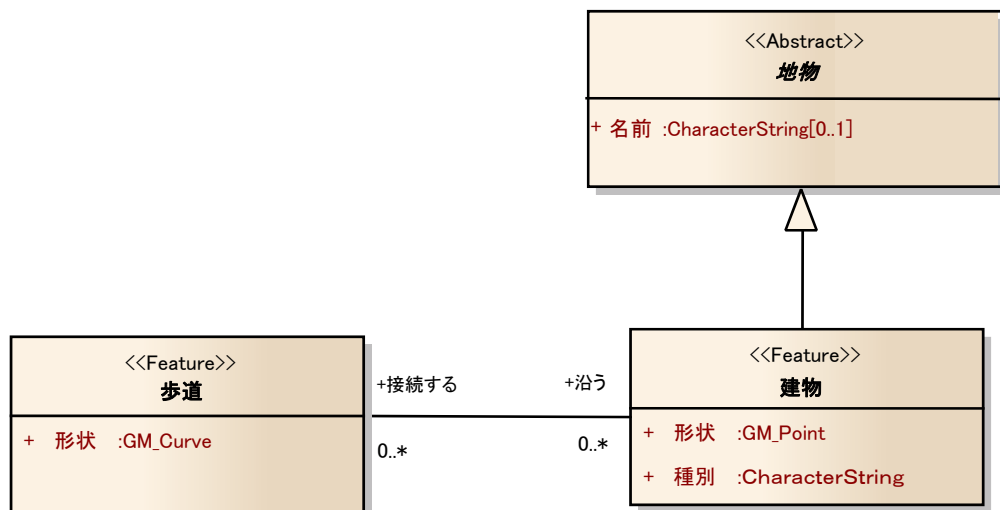 <<Abstract>>
地物
+ 名前 :CharacterString[0..1]
<<Feature>>
歩道
+ 形状 :GM_Curve
+接続する
0..*
+沿う
0..*
<<Feature>>
建物
+ 形状 :GM_Point
+ 種別 :CharacterString